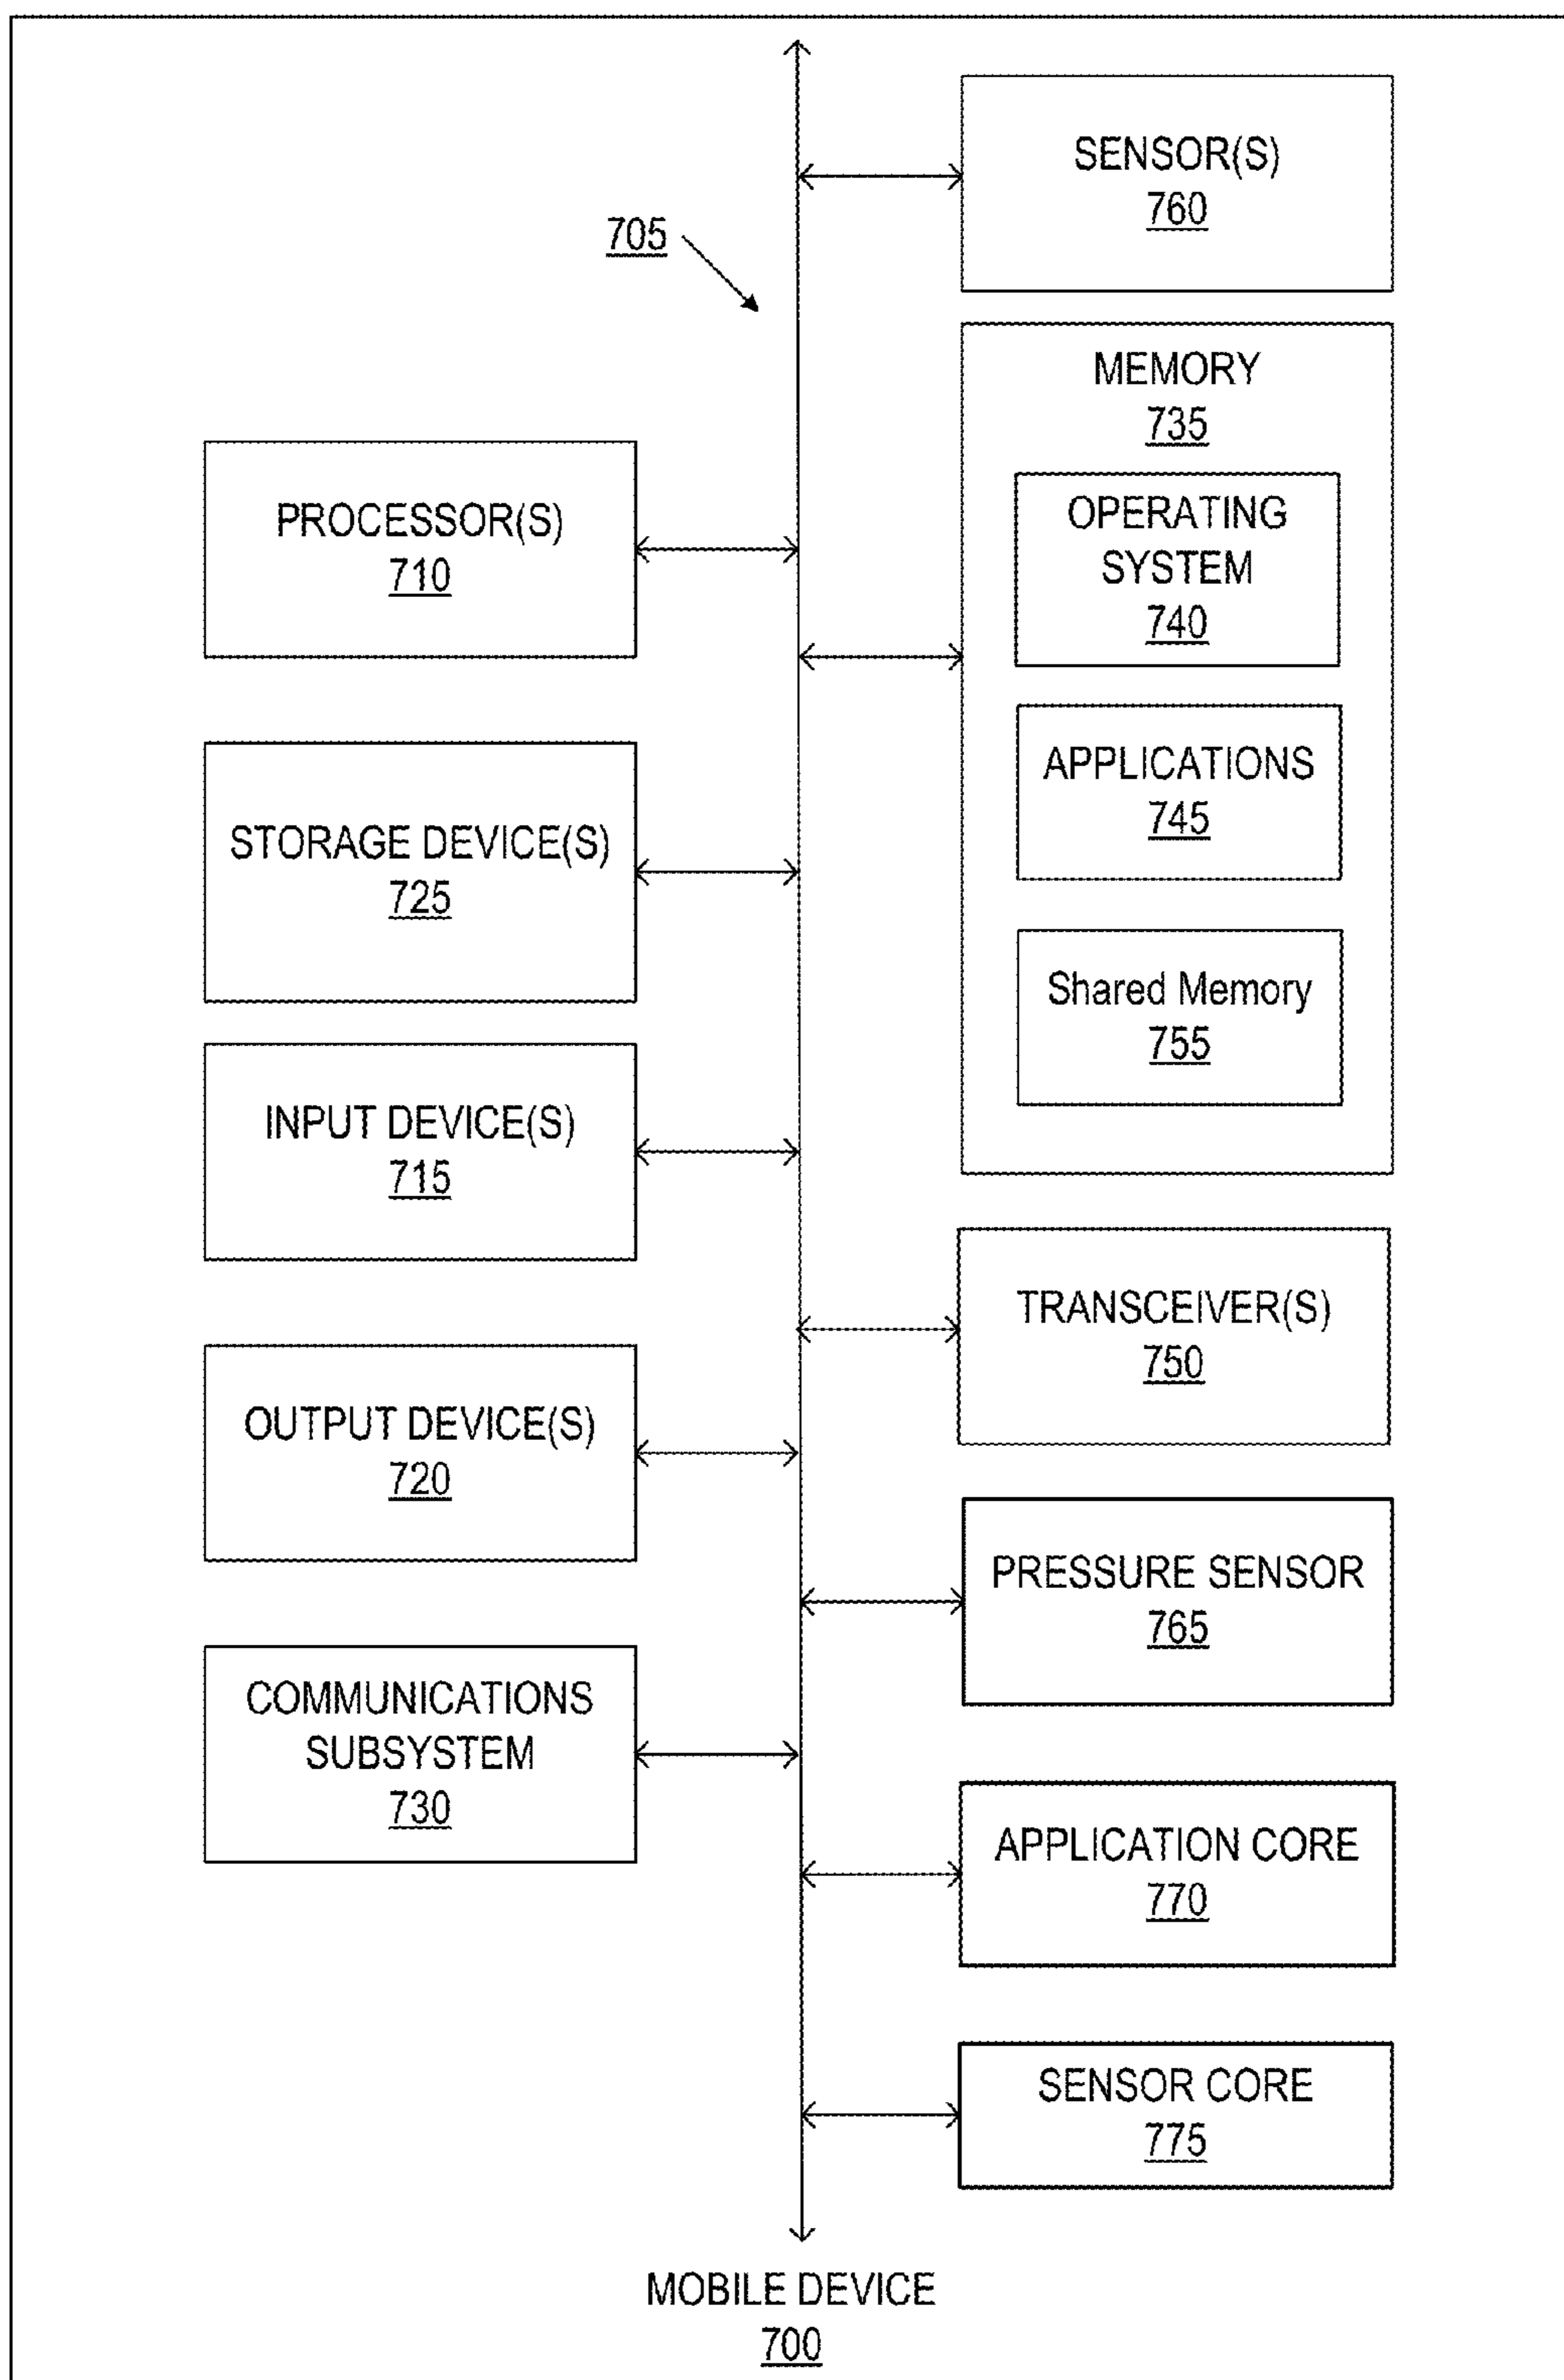 SENSOR(S)
760
705
MEMORY
735
OPERATING
SYSTEM
740
APPLICATIONS
745
Shared Memory
755
PROCESSOR(S)
710
STORAGE DEVICE(S)
725
INPUT DEVICE(S)
715
OUTPUT DEVICE(S)
720
COMMUNICATIONS
SUBSYSTEM
730
TRANSCEIVER(S)
750
PRESSURE SENSOR
765
APPLICATION CORE
770
SENSOR CORE
775
MOBILE DEVICE
700